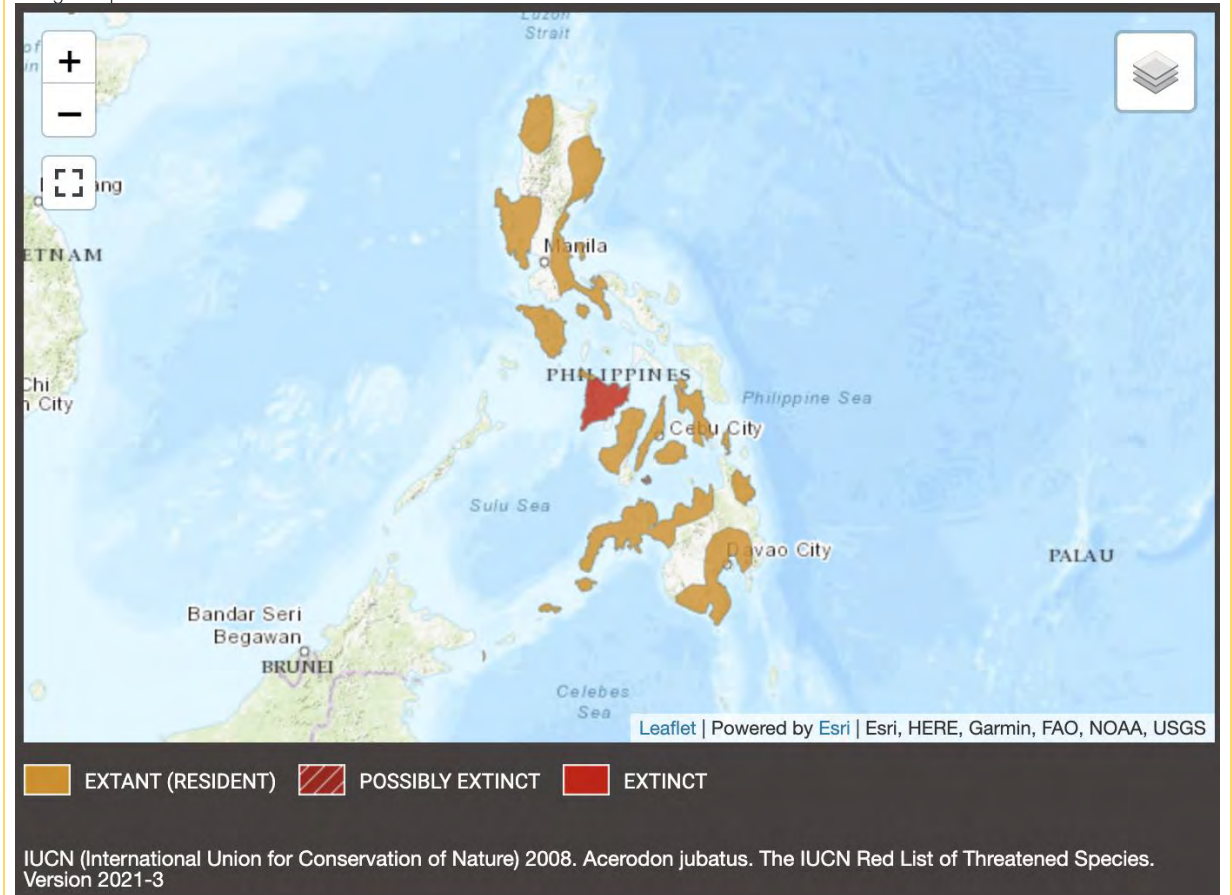 Luzon
Strait
+
−
ang
ETNAM
Manila
PHILIPPINES
Chi
City
Philippine Sea
Cebu City
Sulu Sea
Davao City
PALAU
Bandar Seri
Begawan
BRUNEI
Celebes
Sea
Leaflet | Powered by Esri | Esri, HERE, Garmin, FAO, NOAA, USGS
EXTANT (RESIDENT) POSSIBLY EXTINCT EXTINCT
IUCN (International Union for Conservation of Nature) 2008. Acerodon jubatus. The IUCN Red List of Threatened Species.
Version 2021-3